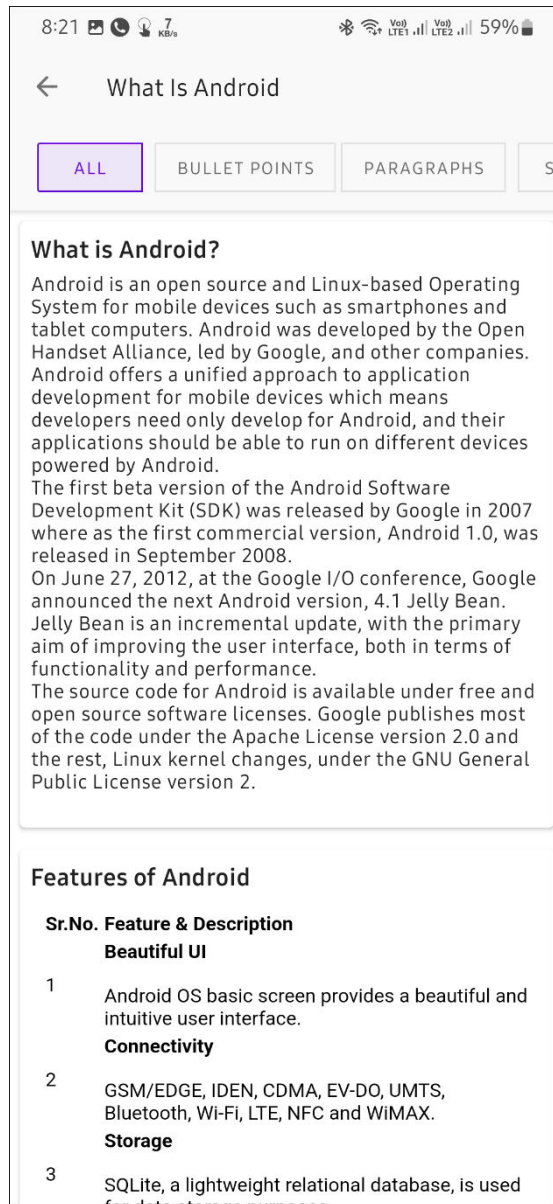 8:21 7 KB/s Vo)) LTE1 Vo)) LTE2 59%
What Is Android
ALL BULLET POINTS PARAGRAPHS S
What is Android?
Android is an open source and Linux-based Operating
System for mobile devices such as smartphones and
tablet computers. Android was developed by the Open
Handset Alliance, led by Google, and other companies.
Android offers a unified approach to application
development for mobile devices which means
developers need only develop for Android, and their
applications should be able to run on different devices
powered by Android.
The first beta version of the Android Software
Development Kit (SDK) was released by Google in 2007
where as the first commercial version, Android 1.0, was
released in September 2008.
On June 27, 2012, at the Google I/O conference, Google
announced the next Android version, 4.1 Jelly Bean.
Jelly Bean is an incremental update, with the primary
aim of improving the user interface, both in terms of
functionality and performance.
The source code for Android is available under free and
open source software licenses. Google publishes most
of the code under the Apache License version 2.0 and
the rest, Linux kernel changes, under the GNU General
Public License version 2.
Features of Android
Sr.No. Feature & Description
Beautiful UI
1
Android OS basic screen provides a beautiful and
intuitive user interface.
Connectivity
2
GSM/EDGE, IDEN, CDMA, EV-DO, UMTS,
Bluetooth, Wi-Fi, LTE, NFC and WiMAX.
Storage
3
SQLite, a lightweight relational database, is used
for data storage purposes.